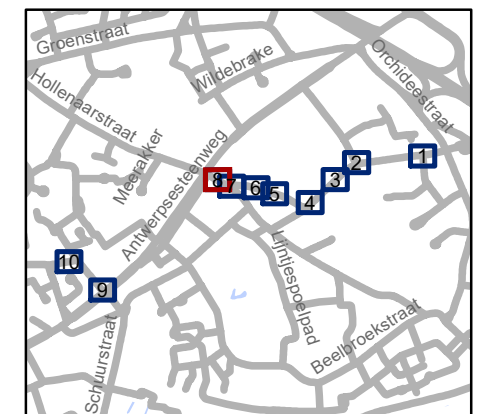 Groenstraat
Orchideestraat
Wildebrake
Hollenaarstraat
Meerakker
Antwerpsesteenweg
1
2
3
4
5
6
7
8
Lijntjespoelpad
10
9
Schuurstraat
Beelbroekstraat